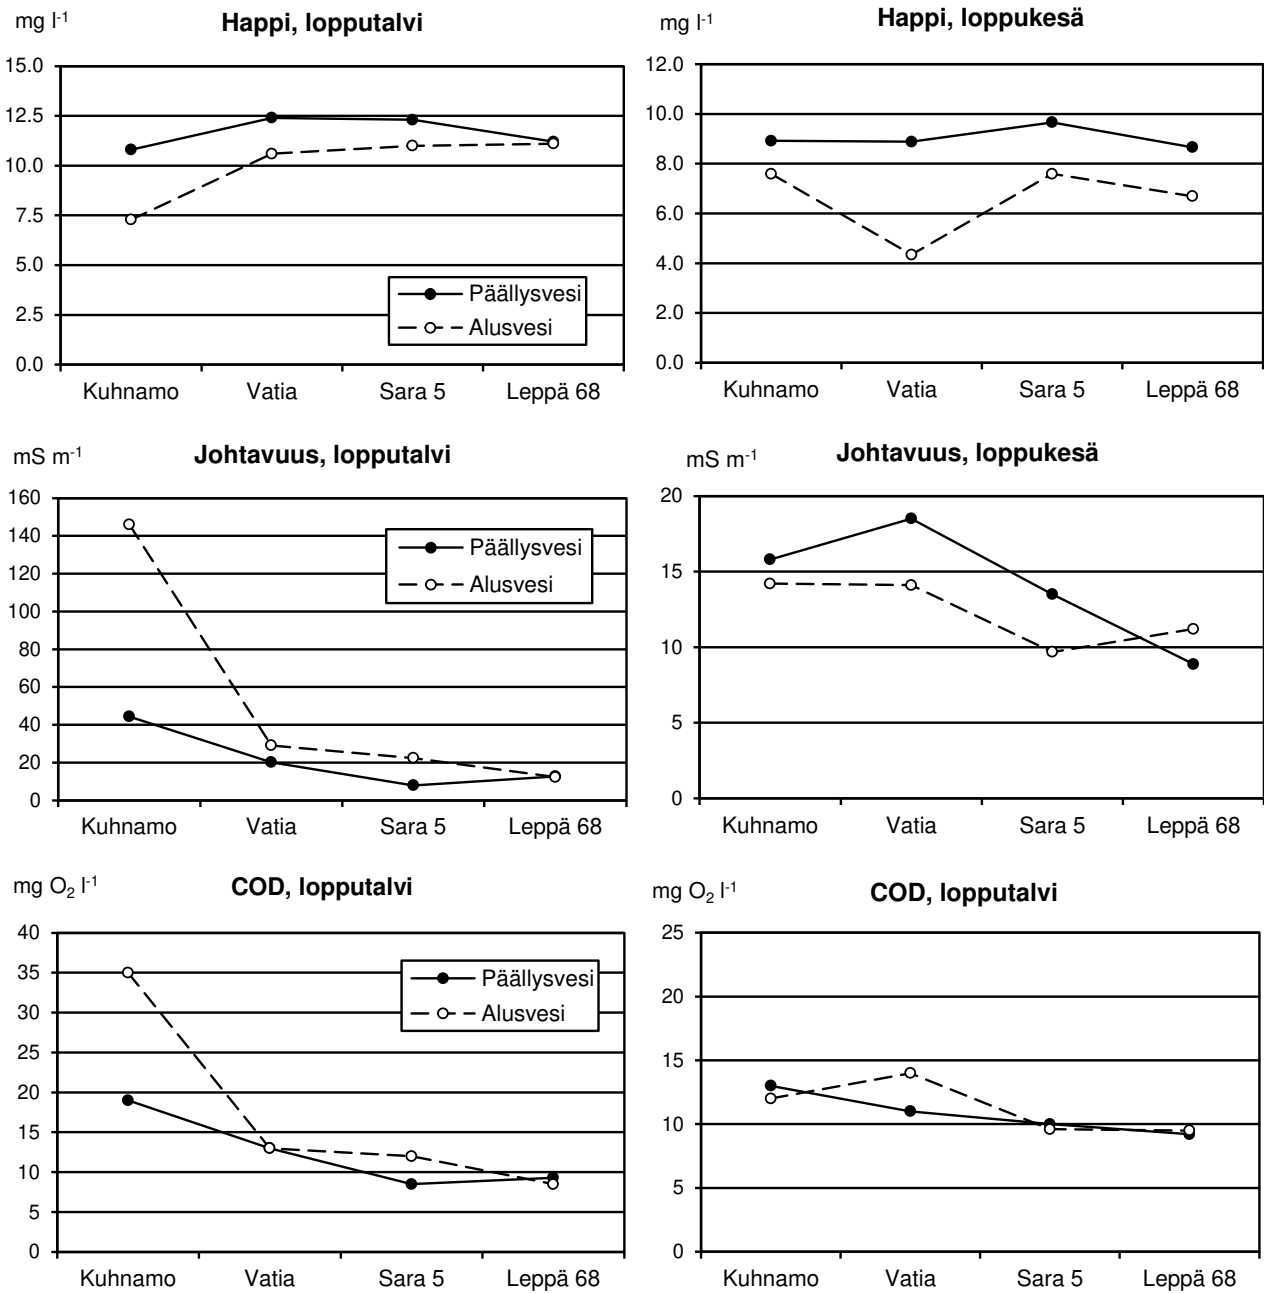 mg l-1
Happi, lopputalvi
15.0
12.5
10.0
7.5
5.0
2.5
0.0
Päällysvesi
Alusvesi
Kuhnamo Vatia Sara 5 Leppä 68
mg l-1
Happi, loppukesä
12.0
10.0
8.0
6.0
4.0
2.0
0.0
Kuhnamo Vatia Sara 5 Leppä 68
mS m-1
Johtavuus, lopputalvi
160
140
120
100
80
60
40
20
0
Päällysvesi
Alusvesi
Kuhnamo Vatia Sara 5 Leppä 68
mS m-1
Johtavuus, loppukesä
20
15
10
5
0
Kuhnamo Vatia Sara 5 Leppä 68
mg O2 l-1
COD, lopputalvi
40
35
30
25
20
15
10
5
0
Päällysvesi
Alusvesi
Kuhnamo Vatia Sara 5 Leppä 68
mg O2 l-1
COD, lopputalvi
25
20
15
10
5
0
Kuhnamo Vatia Sara 5 Leppä 68